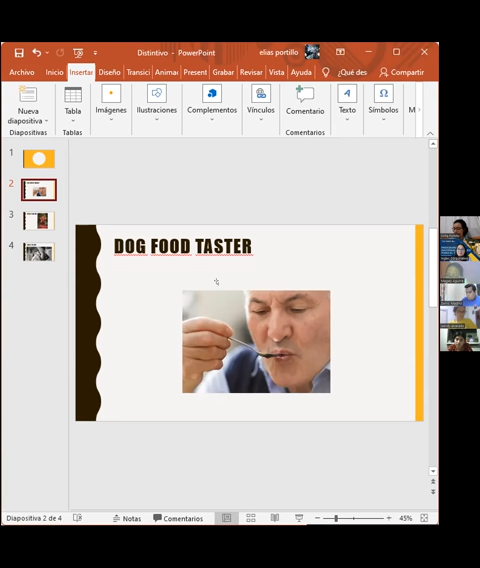 Distintivo - PowerPoint
elias portillo
Archivo Inicio Insertar Diseño Transici Animac Present Grabar Revisar Vista Ayuda ¿Qué des Compartir
Nueva diapositiva
Tabla
Imágenes
Ilustraciones
Complementos
Vínculos
Comentario
Texto
Símbolos
M
Diapositivas
Tablas
Comentarios
1
2
3
4
DOG FOOD TASTER
Diapositiva 2 de 4
Notas
Comentarios
45%